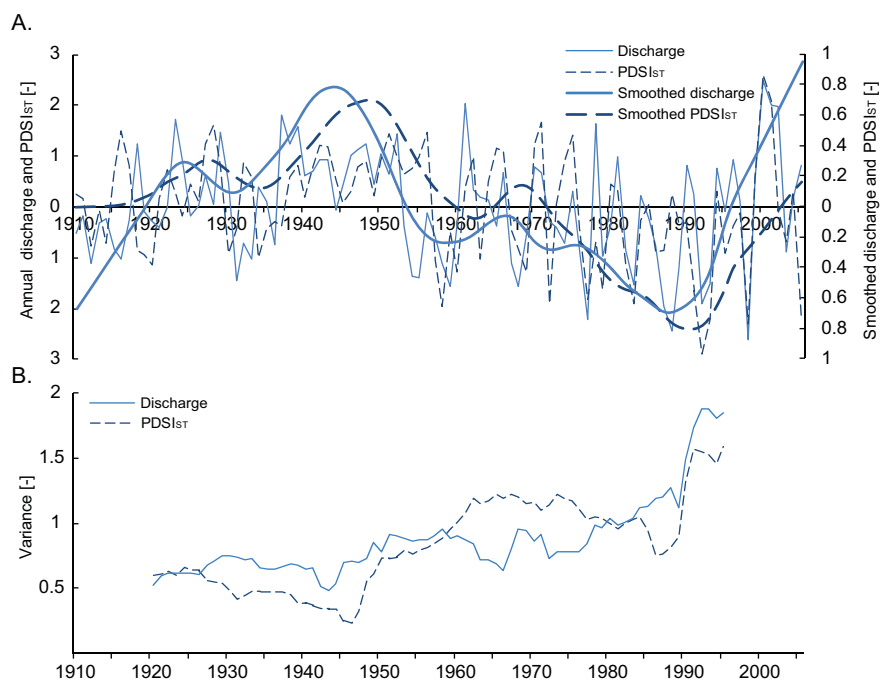 A.
3
2
1
0
1
2
3
Annual discharge and PDSIST [-]
1
0.8
0.6
0.4
0.2
0
0.2
0.4
0.6
0.8
1
Smoothed discharge and PDSIST [-]
Discharge
PDSIST
Smoothed discharge
Smoothed PDSIST
1910 1920 1930 1940 1950 1960 1970 1980 1990 2000
B.
2
1.5
1
0.5
Variance [-]
Discharge
PDSIST
1910 1920 1930 1940 1950 1960 1970 1980 1990 2000